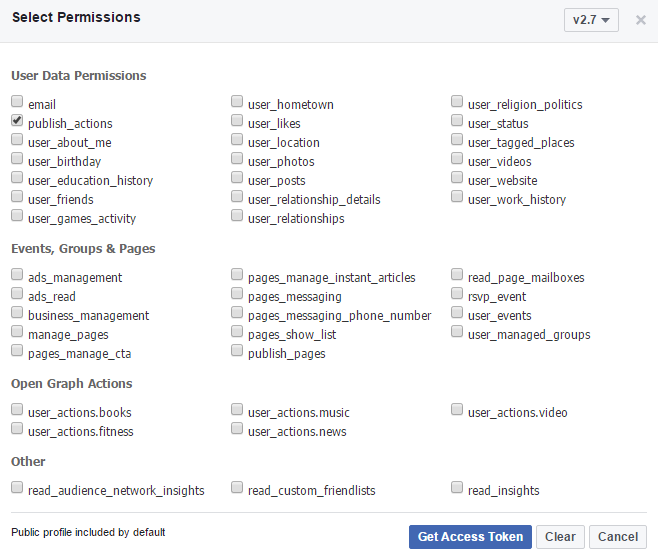 Select Permissions v2.7
User Data Permissions
email user_hometown user_religion_politics
publish_actions user_likes user_status
user_about_me user_location user_tagged_places
user_birthday user_photos user_videos
user_education_history user_posts user_website
user_friends user_relationship_details user_work_history
user_games_activity user_relationships
Events, Groups & Pages
ads_management pages_manage_instant_articles read_page_mailboxes
ads_read pages_messaging rsvp_event
business_management pages_messaging_phone_number user_events
manage_pages pages_show_list user_managed_groups
pages_manage_cta publish_pages
Open Graph Actions
user_actions.books user_actions.music user_actions.video
user_actions.fitness user_actions.news
Other
read_audience_network_insights read_custom_friendlists read_insights
Public profile included by default Get Access Token Clear Cancel